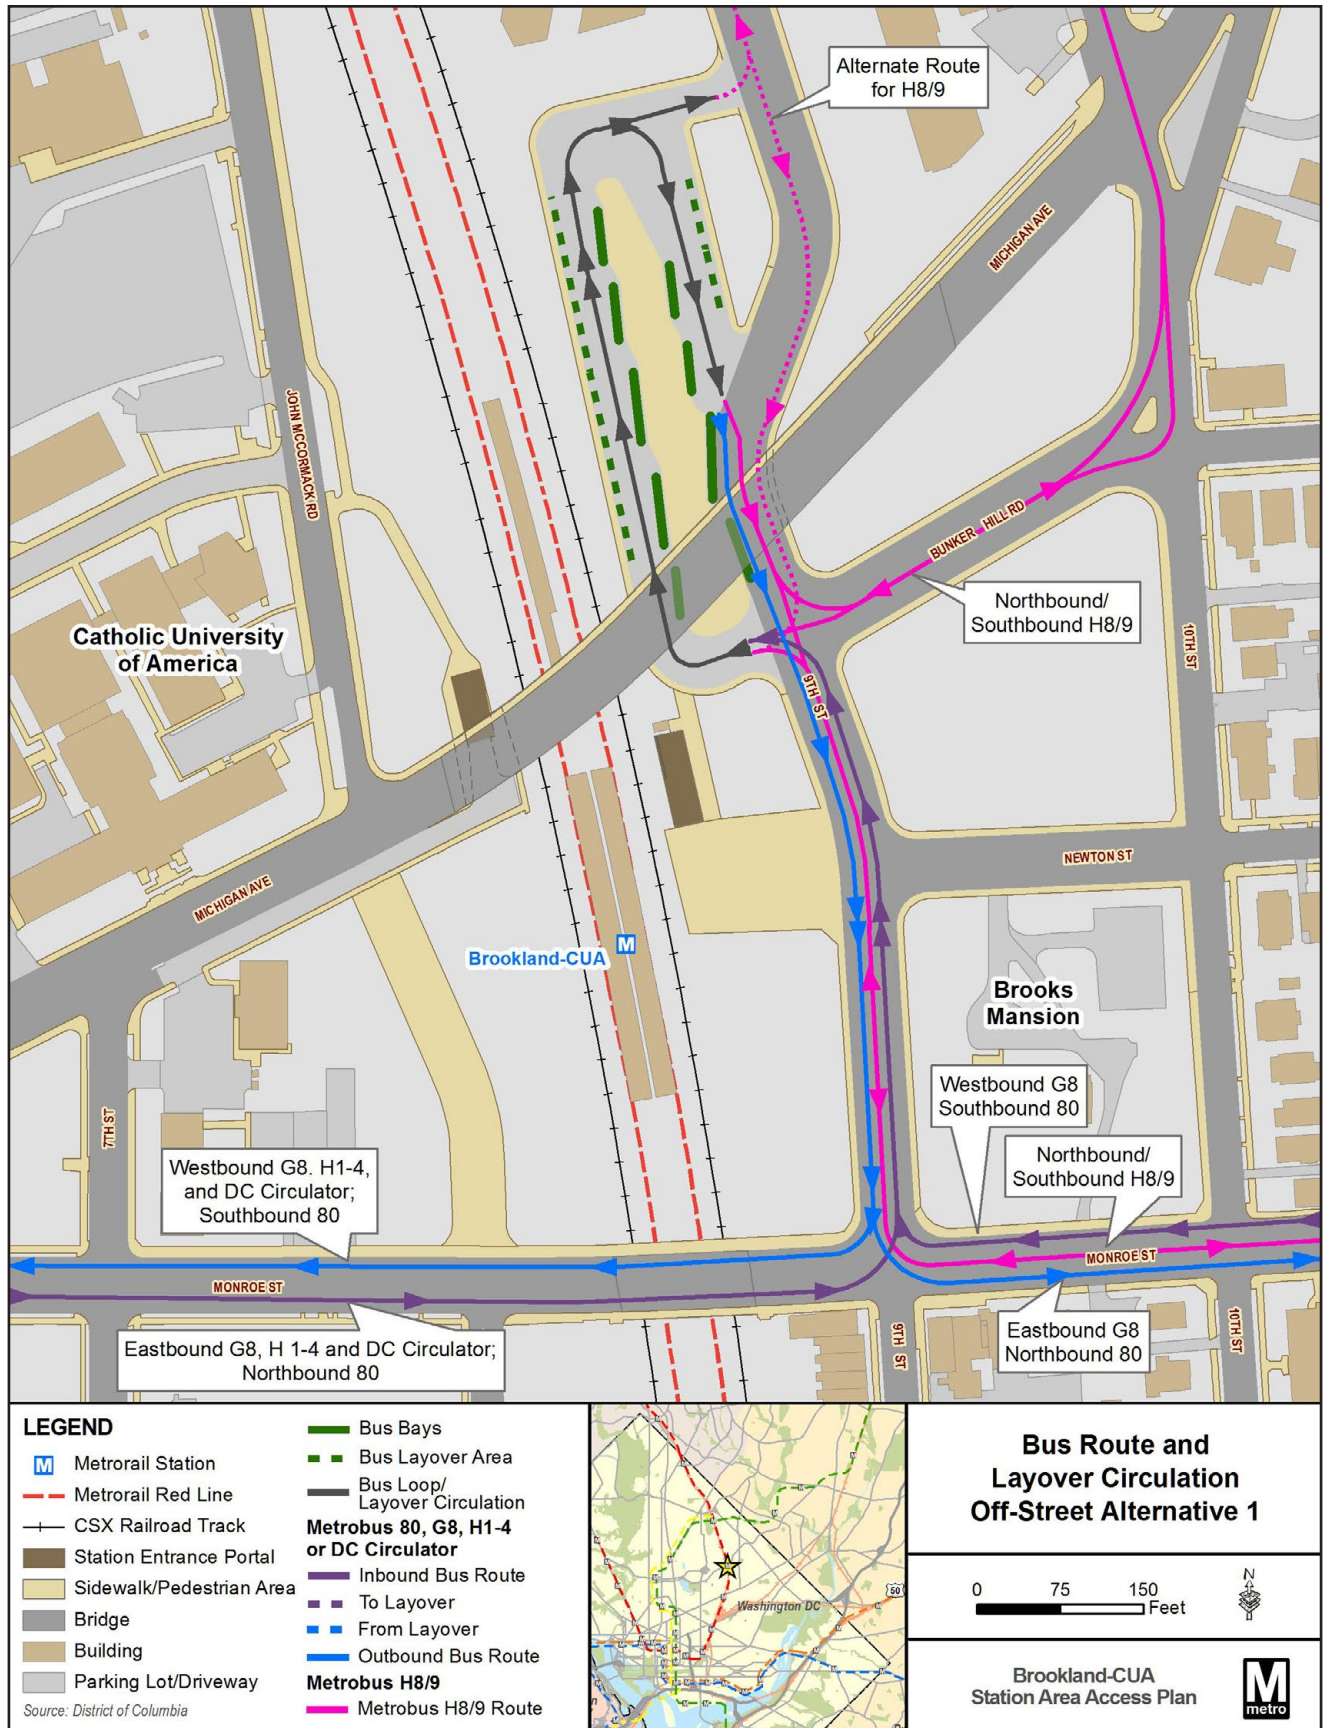 Alternate Route
for H8/9
MICHIGAN AVE
JOHN MCCORMACK RD
BUNKER HILL RD
Northbound/
Southbound H8/9
10TH ST
Catholic University
of America
9TH ST
NEWTON ST
MICHIGAN AVE
M
Brookland-CUA
Brooks
Mansion
Westbound G8
Southbound 80
7TH ST
Westbound G8. H1-4,
and DC Circulator;
Southbound 80
Northbound/
Southbound H8/9
MONROE ST
MONROE ST
Eastbound G8, H 1-4 and DC Circulator;
Northbound 80
9TH ST
Eastbound G8
Northbound 80
10TH ST
LEGEND
M Metrorail Station
Metrorail Red Line
CSX Railroad Track
Station Entrance Portal
Sidewalk/Pedestrian Area
Bridge
Building
Parking Lot/Driveway
Source: District of Columbia
Bus Bays
Bus Layover Area
Bus Loop/
Layover Circulation
Metrobus 80, G8, H1-4
or DC Circulator
Inbound Bus Route
To Layover
From Layover
Outbound Bus Route
Metrobus H8/9
Metrobus H8/9 Route
50
Washington DC
Bus Route and
Layover Circulation
Off-Street Alternative 1
0 75 150
Feet
N
Brookland-CUA
Station Area Access Plan
M
metro